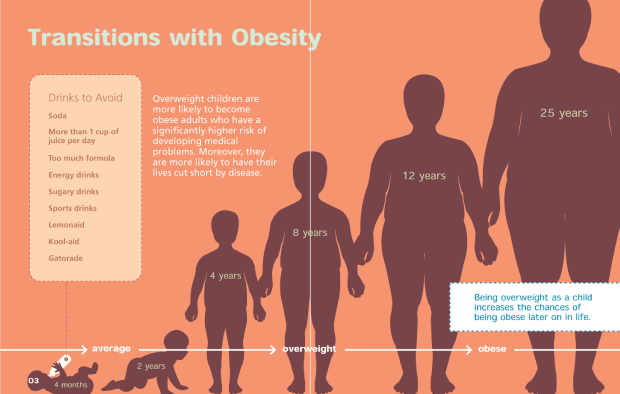 Transitions with Obesity
Drinks to Avoid
Soda
More than 1 cup of
juice per day
Too much formula
Energy drinks
Sugary drinks
Sports drinks
Lemonaid
Kool-aid
Gatorade
Overweight children are
more likely to become
obese adults who have a
significantly higher risk of
developing medical
problems. Moreover, they
are more likely to have their
lives cut short by disease.
25 years
12 years
8 years
4 years
2 years
4 months
Being overweight as a child
increases the chances of
being obese later on in life.
average
overweight
obese
03